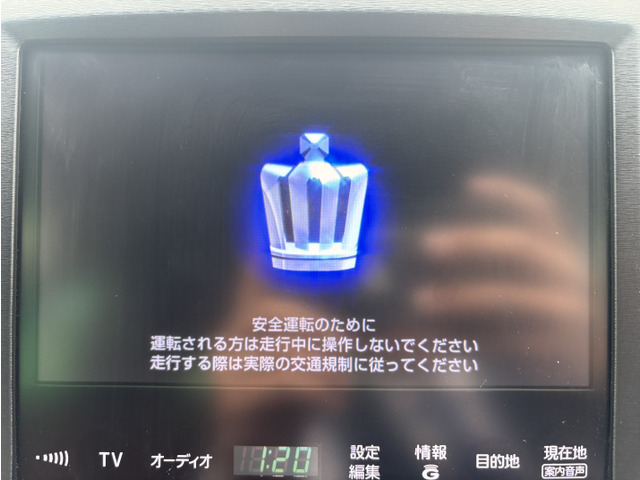 安全運転のために
運転される方は走行中に操作しないでください
走行する際は実際の交通規制に従ってください
TV オーディオ 1:20 設定 情報 目的地 現在地
編集 G 案内音声